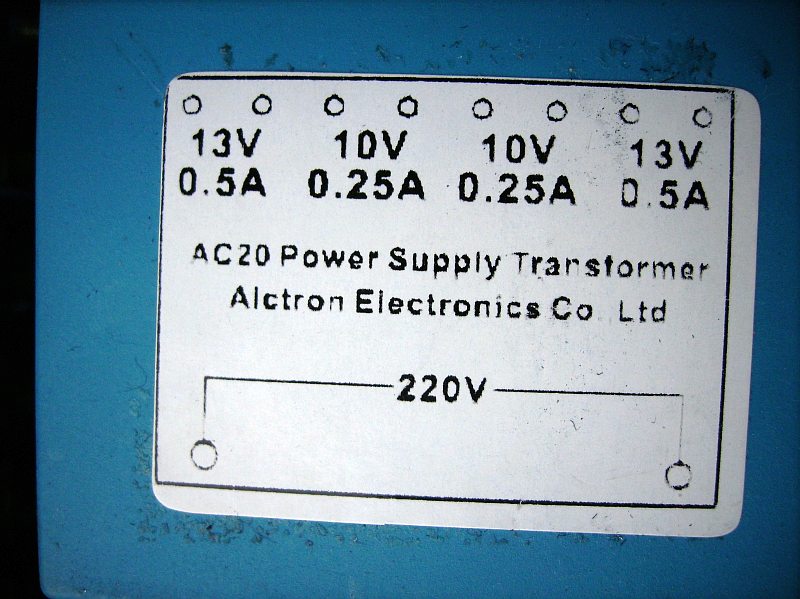 13V 10V 10V 13V
0.5A 0.25A 0.25A 0.5A
AC20 Power Supply Transformer
Alctron Electronics Co. Ltd
220V